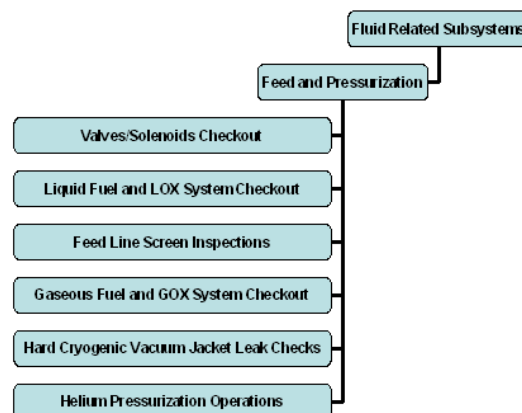 Fluid Related Subsystems
Feed and Pressurization
Valves/Solenoids Checkout
Liquid Fuel and LOX System Checkout
Feed Line Screen Inspections
Gaseous Fuel and GOX System Checkout
Hard Cryogenic Vacuum Jacket Leak Checks
Helium Pressurization Operations